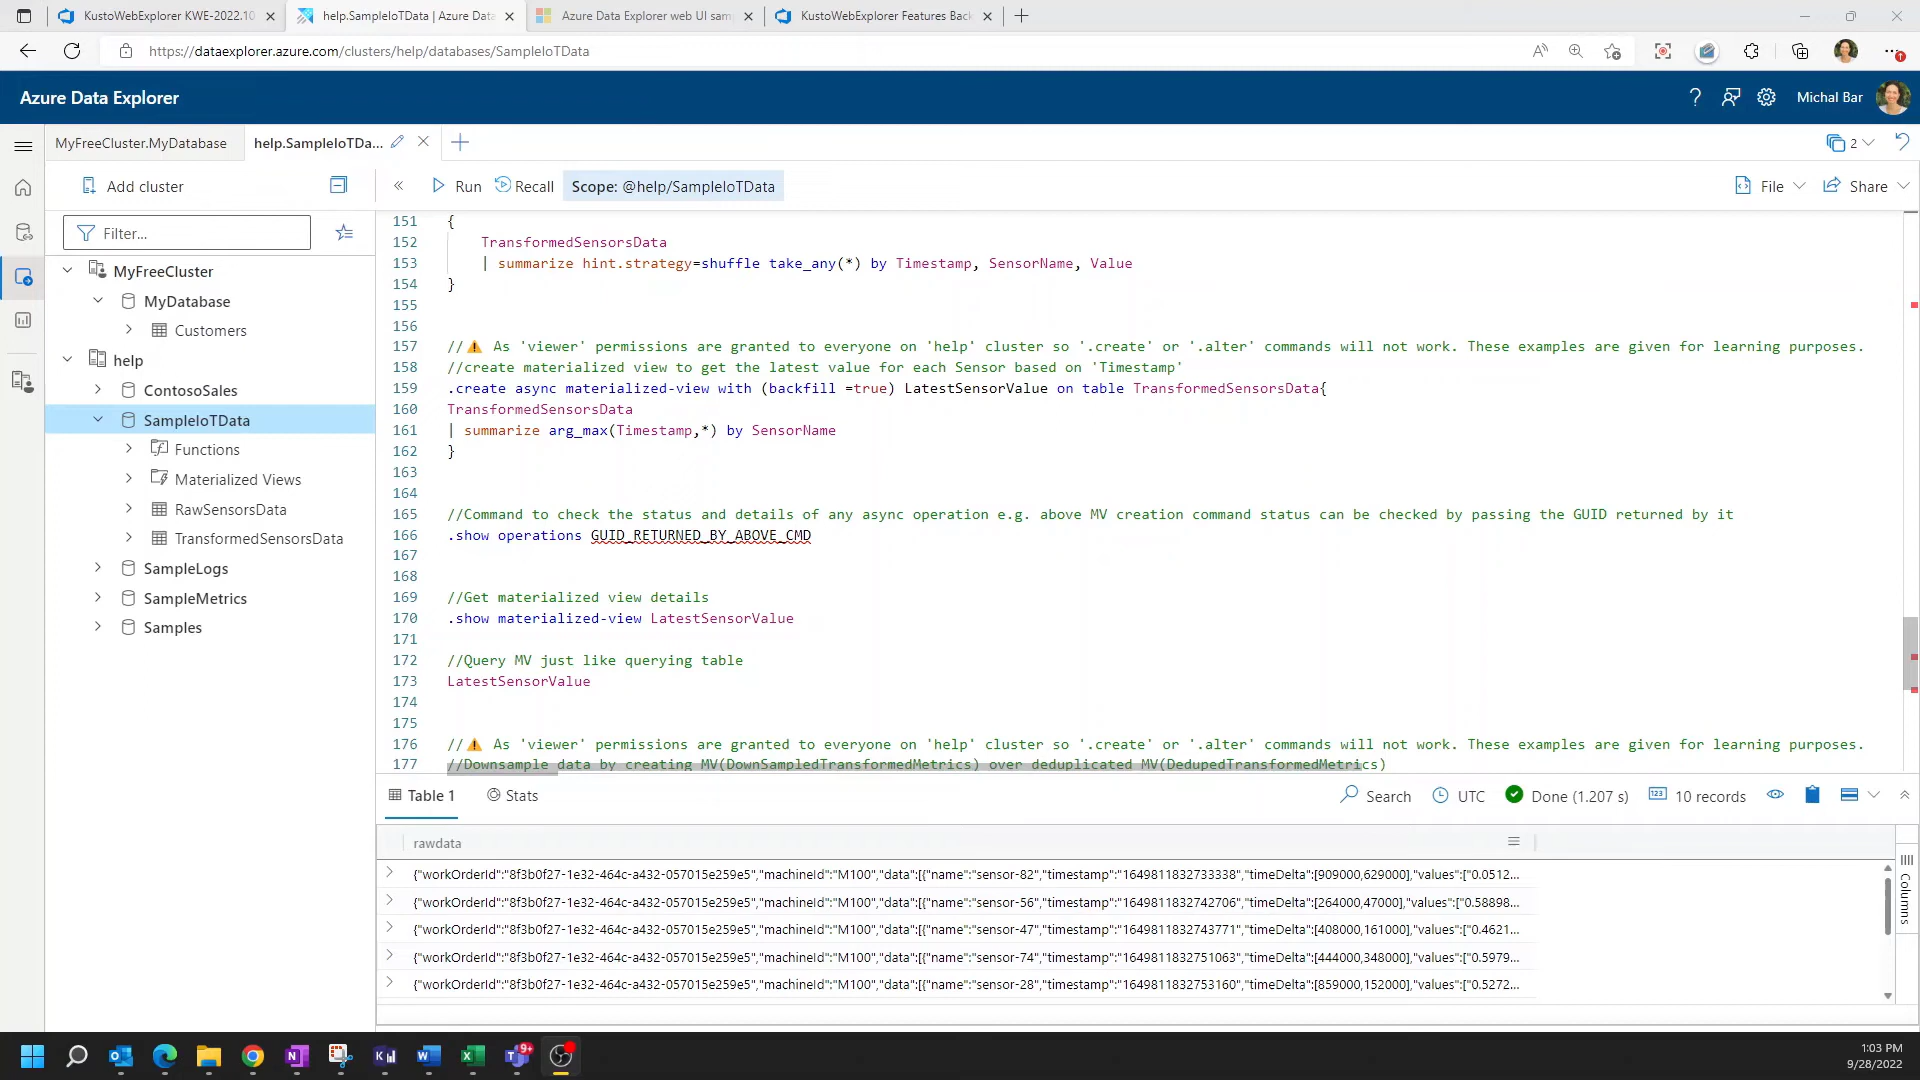 KustoWebExplorer KWE-2022.10
help.SampleIoTData | Azure Data
Azure Data Explorer web UI sam
KustoWebExplorer Features Back
https://dataexplorer.azure.com/clusters/help/databases/SampleIoTData
Azure Data Explorer
? Michal Bar
MyFreeCluster.MyDatabase
help.SampleIoTDa...
2
Add cluster
Run
Recall
Scope: @help/SampleIoTData
File
Share
Filter...
MyFreeCluster
MyDatabase
Customers
help
ContosoSales
SampleIoTData
Functions
Materialized Views
RawSensorsData
TransformedSensorsData
SampleLogs
SampleMetrics
Samples
151 {
152 TransformedSensorsData
153 | summarize hint.strategy=shuffle take_any(*) by Timestamp, SensorName, Value
154 }
155
156
157 //⚠ As 'viewer' permissions are granted to everyone on 'help' cluster so '.create' or '.alter' commands will not work. These examples are given for learning purposes.
158 //create materialized view to get the latest value for each Sensor based on 'Timestamp'
159 .create async materialized-view with (backfill =true) LatestSensorValue on table TransformedSensorsData{
160 TransformedSensorsData
161 | summarize arg_max(Timestamp,*) by SensorName
162 }
163
164
165 //Command to check the status and details of any async operation e.g. above MV creation command status can be checked by passing the GUID returned by it
166 .show operations GUID_RETURNED_BY_ABOVE_CMD
167
168
169 //Get materialized view details
170 .show materialized-view LatestSensorValue
171
172 //Query MV just like querying table
173 LatestSensorValue
174
175
176 //⚠ As 'viewer' permissions are granted to everyone on 'help' cluster so '.create' or '.alter' commands will not work. These examples are given for learning purposes.
177 //Downsample data by creating MV(DownSampledTransformedMetrics) over deduplicated MV(DedupedTransformedMetrics)
Table 1
Stats
Search
UTC
Done (1.207 s)
123 10 records
rawdata
{"workOrderId":"8f3b0f27-1e32-464c-a432-057015e259e5","machineId":"M100","data":[{"name":"sensor-82","timestamp":"1649811832733338","timeDelta":[909000,629000],"values":["0.0512...
{"workOrderId":"8f3b0f27-1e32-464c-a432-057015e259e5","machineId":"M100","data":[{"name":"sensor-56","timestamp":"1649811832742706","timeDelta":[264000,47000],"values":["0.58898...
{"workOrderId":"8f3b0f27-1e32-464c-a432-057015e259e5","machineId":"M100","data":[{"name":"sensor-47","timestamp":"1649811832743771","timeDelta":[408000,161000],"values":["0.4621...
{"workOrderId":"8f3b0f27-1e32-464c-a432-057015e259e5","machineId":"M100","data":[{"name":"sensor-74","timestamp":"1649811832751063","timeDelta":[444000,348000],"values":["0.5979...
{"workOrderId":"8f3b0f27-1e32-464c-a432-057015e259e5","machineId":"M100","data":[{"name":"sensor-28","timestamp":"1649811832753160","timeDelta":[859000,152000],"values":["0.5272...
Columns
9+
1:03 PM
9/28/2022